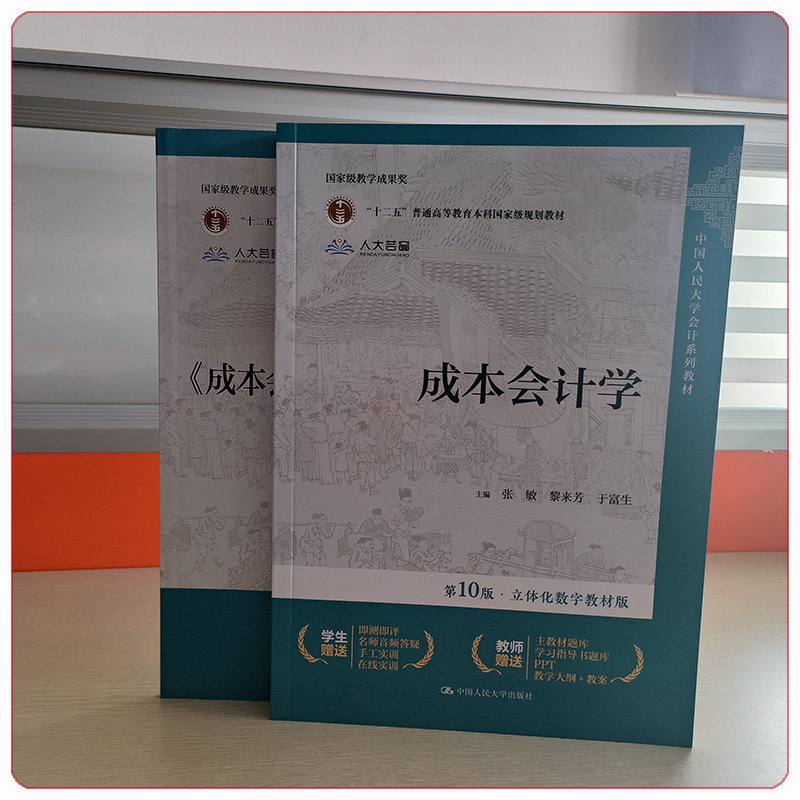 国家级教学成果奖
"十二五"
人大芸窗
RENDAYUNCHUANG
《成本会
国家级教学成果奖
"十二五"普通高等教育本科国家级规划教材
人大芸窗
RENDAYUNCHUANG
中国人民大学会计系列教材
成本会计学
主编 张 敏 黎来芳 于富生
第10版·立体化数字教材版
学生
赠送
即测即评
名师音频答疑
手工实训
在线实训
教师
赠送
主教材题库
学习指导书题库
PPT
教学大纲+教案
中国人民大学出版社